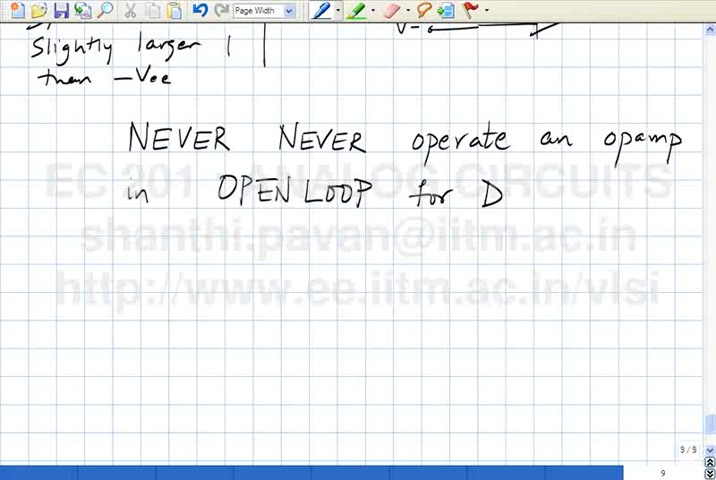 Page Width
Slightly larger
than -Vee
V-
NEVER NEVER operate an opamp
in OPEN LOOP for D
EC 201 : ANALOG CIRCUITS
shanthi.pavan@iitm.ac.in
http://www.ee.iitm.ac.in/vlsi
9/9
9